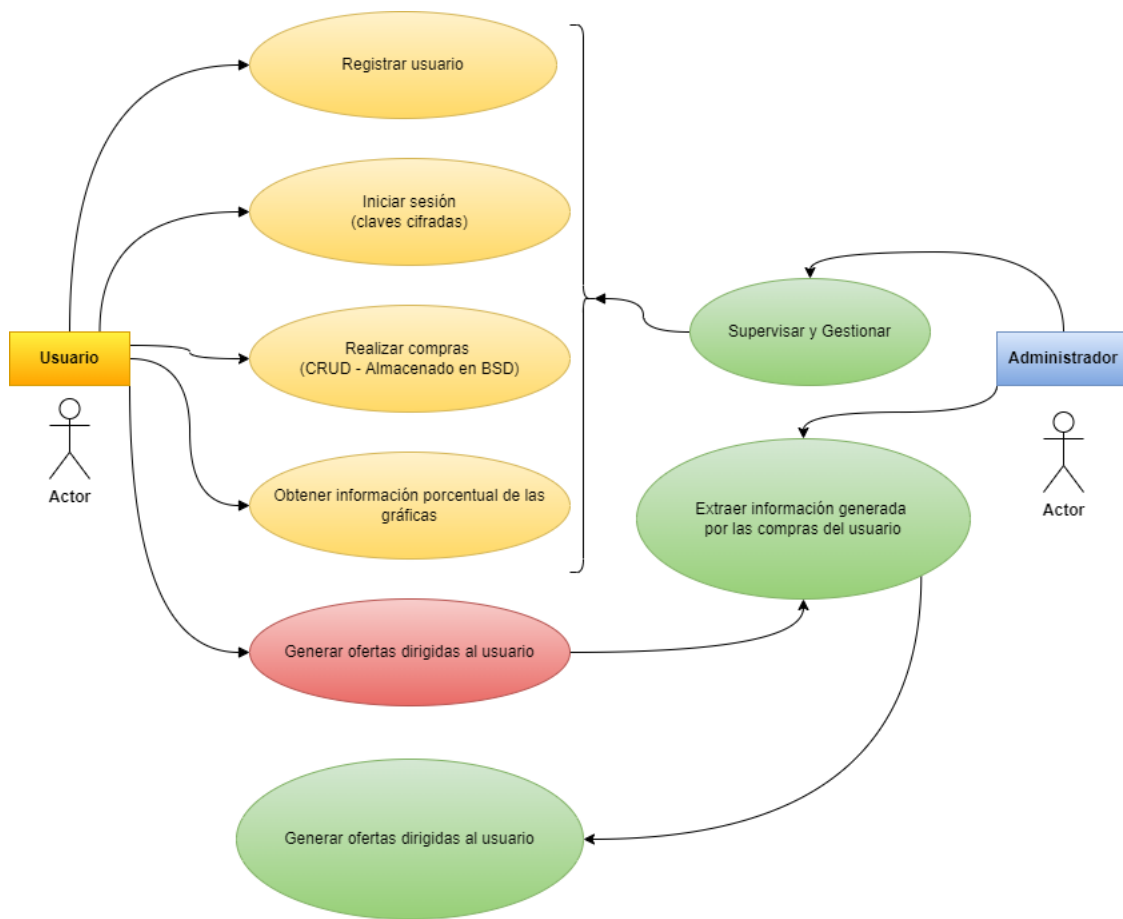 Registrar usuario
Iniciar sesión
(claves cifradas)
Supervisar y Gestionar
Usuario
Realizar compras
(CRUD - Almacenado en BSD)
Administrador
Actor
Obtener información porcentual de las
gráficas
Extraer información generada
por las compras del usuario
Actor
Generar ofertas dirigidas al usuario
Generar ofertas dirigidas al usuario